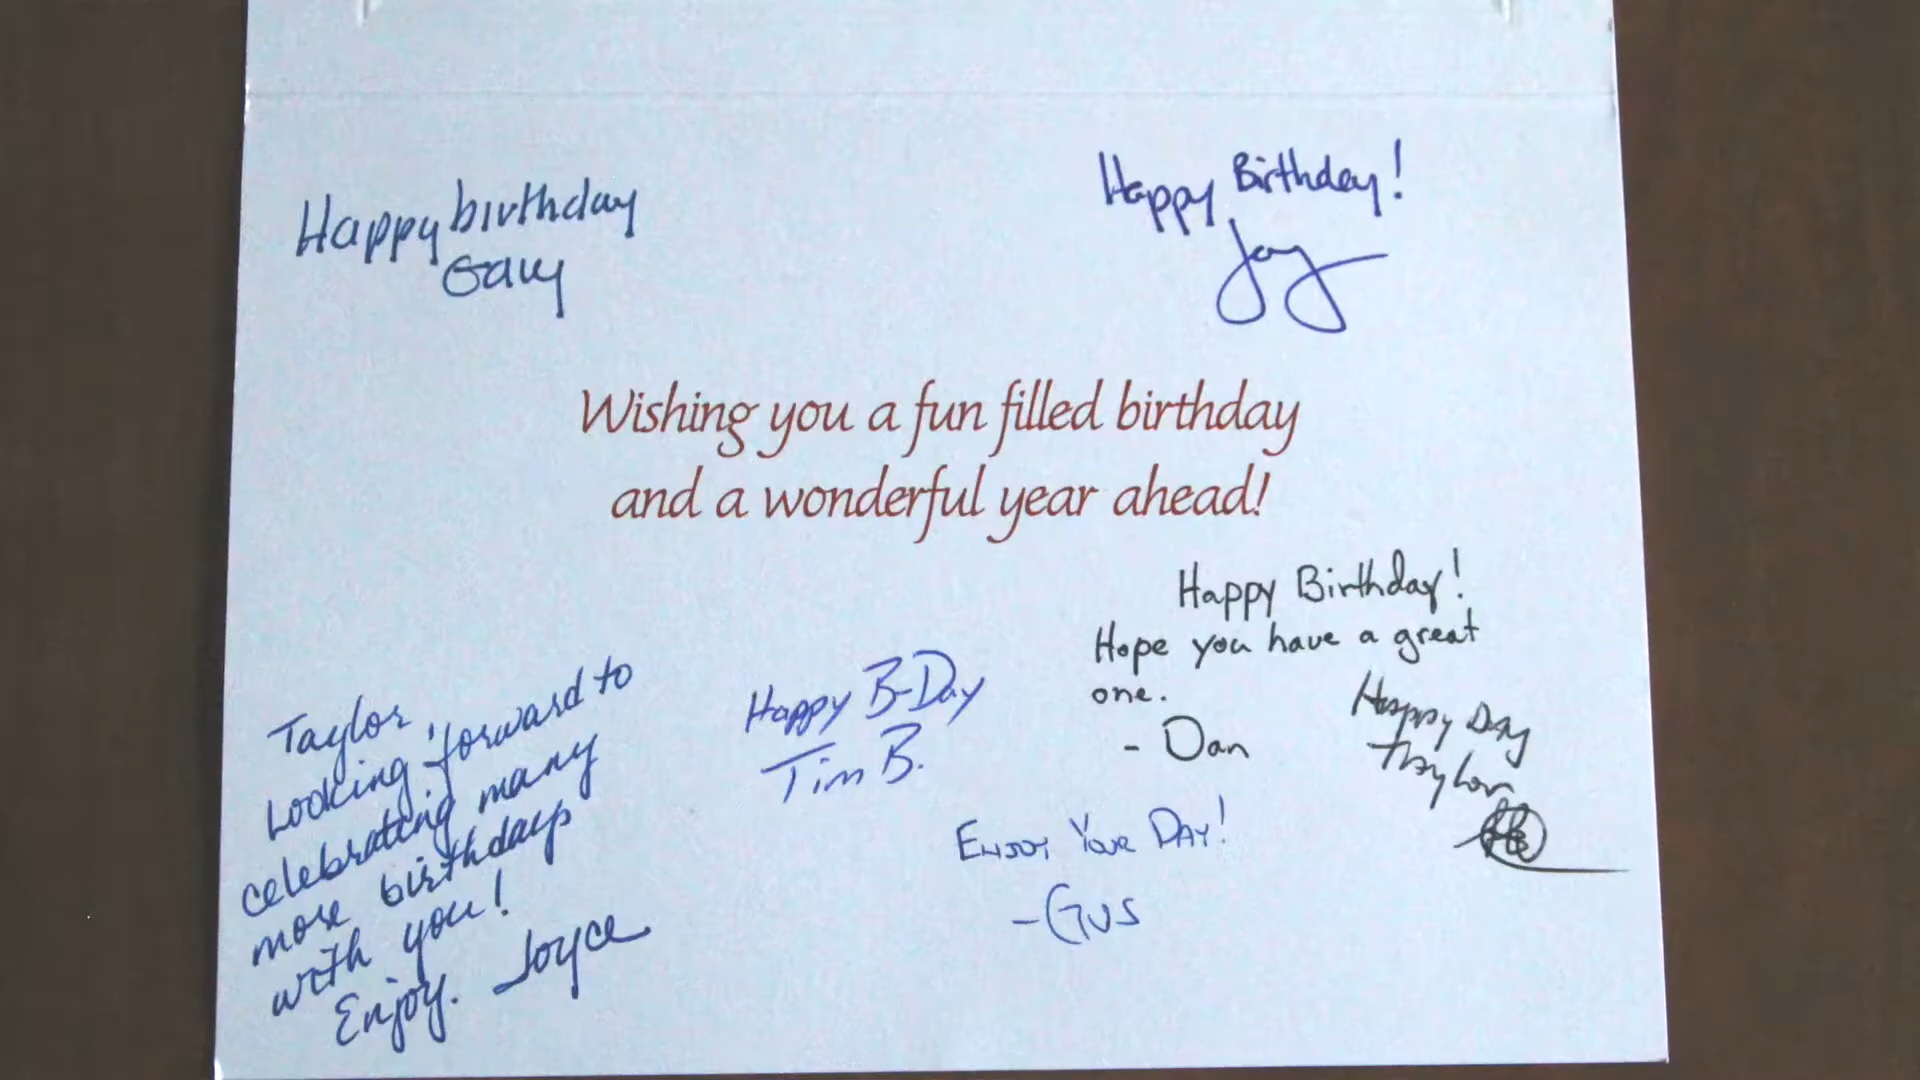 Happy birthday
Gary
Happy Birthday!
Jay
Wishing you a fun filled birthday
and a wonderful year ahead!
Happy Birthday!
Hope you have a great
one.
- Dan
Happy Day
Taylor
Happy B-Day
Tim B.
Enjoy Your Day!
-Gus
Taylor,
Looking forward to
celebrating many
more birthdays
with you!
Enjoy. Joyce